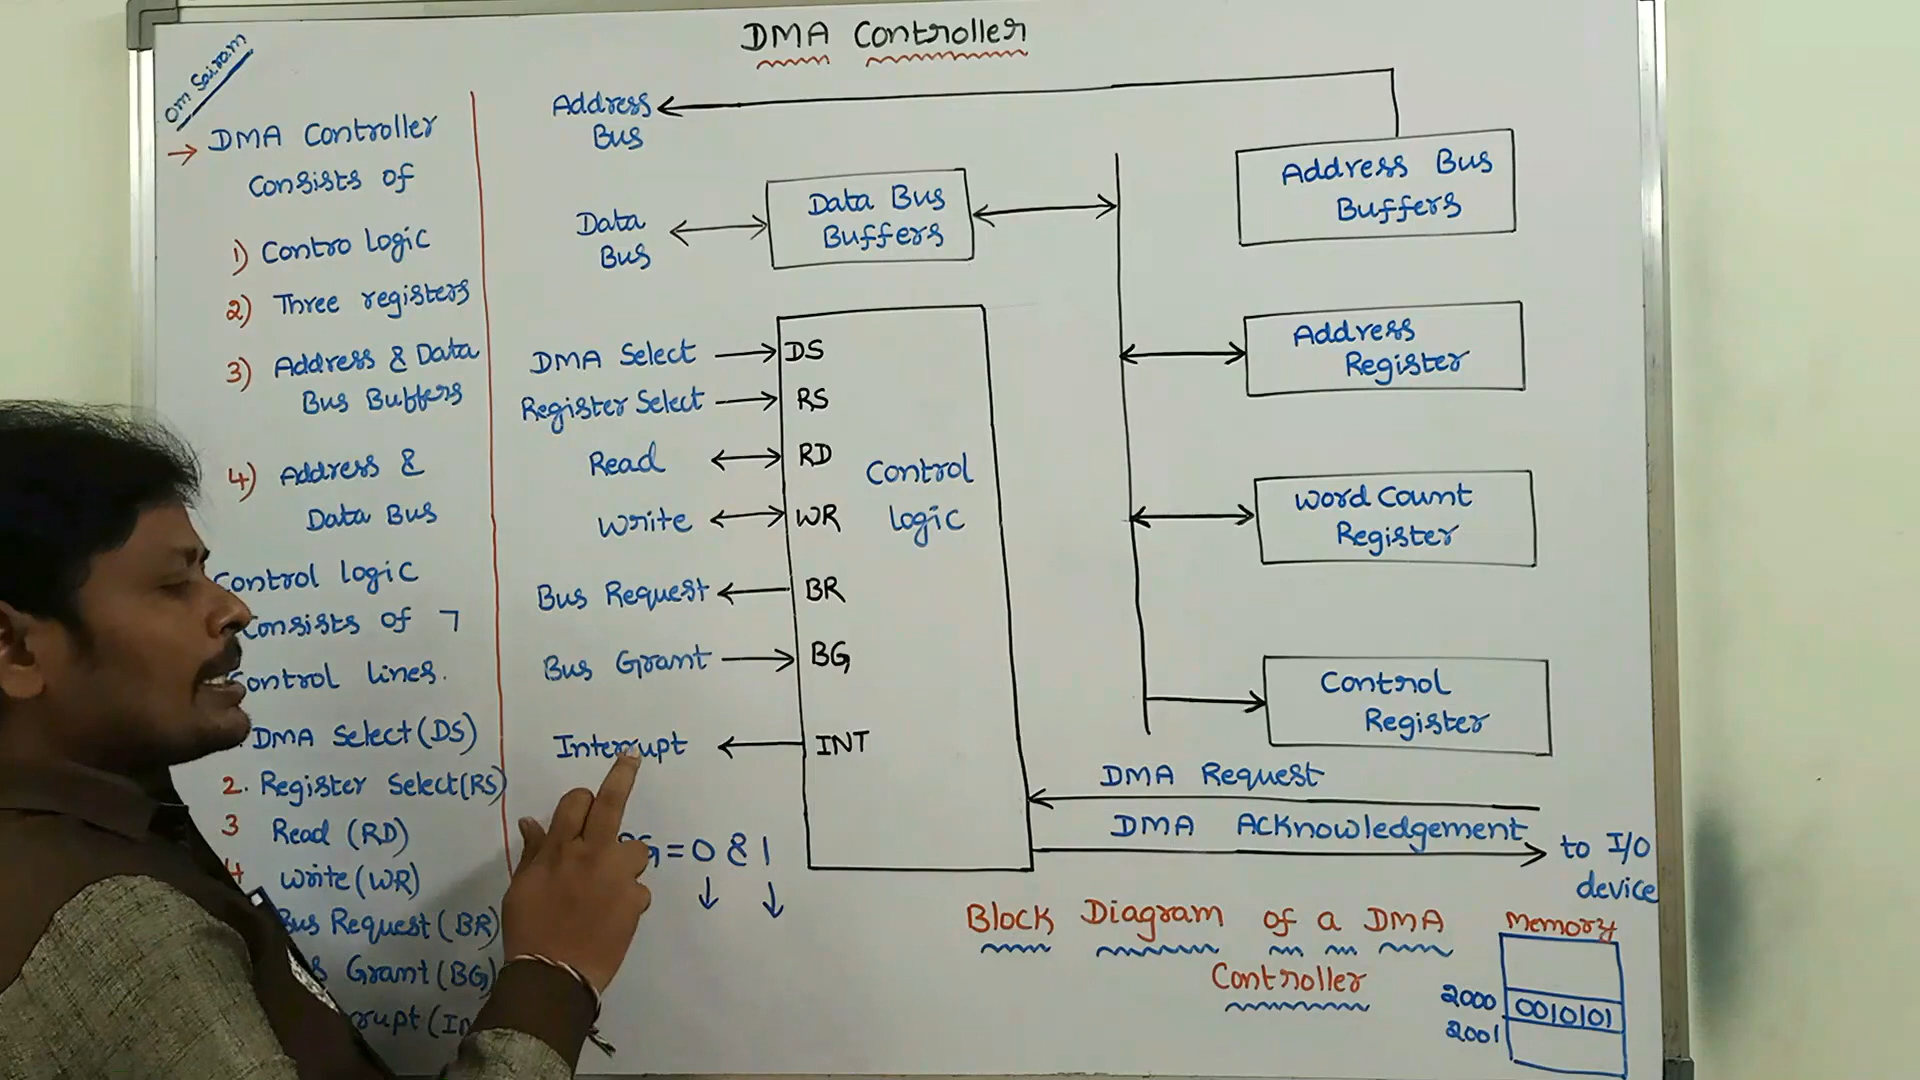 DMA Controller
Om Sairam
→ DMA Controller
Consists of
1) Contro logic
2) Three registers
3) Address & Data
Bus Buffers
4) Address &
Data Bus
Control logic
Consists of 7
Control lines.
DMA Select (DS)
2. Register Select (RS)
3 Read (RD)
4 Write (WR)
Bus Request (BR)
Grant (BG)
Address
Bus
Data
Bus
Data Bus
Buffers
Address Bus
Buffers
DMA Select
DS
Register Select
RS
Read
RD
Write
WR
Bus Request
BR
Bus Grant
BG
Interrupt
INT
Control
logic
Address
Register
Word Count
Register
Control
Register
DMA Request
DMA Acknowledgement
to I/O
device
= 0 & 1
Block Diagram of a DMA
Controller
Memory
2000
0010101
2001